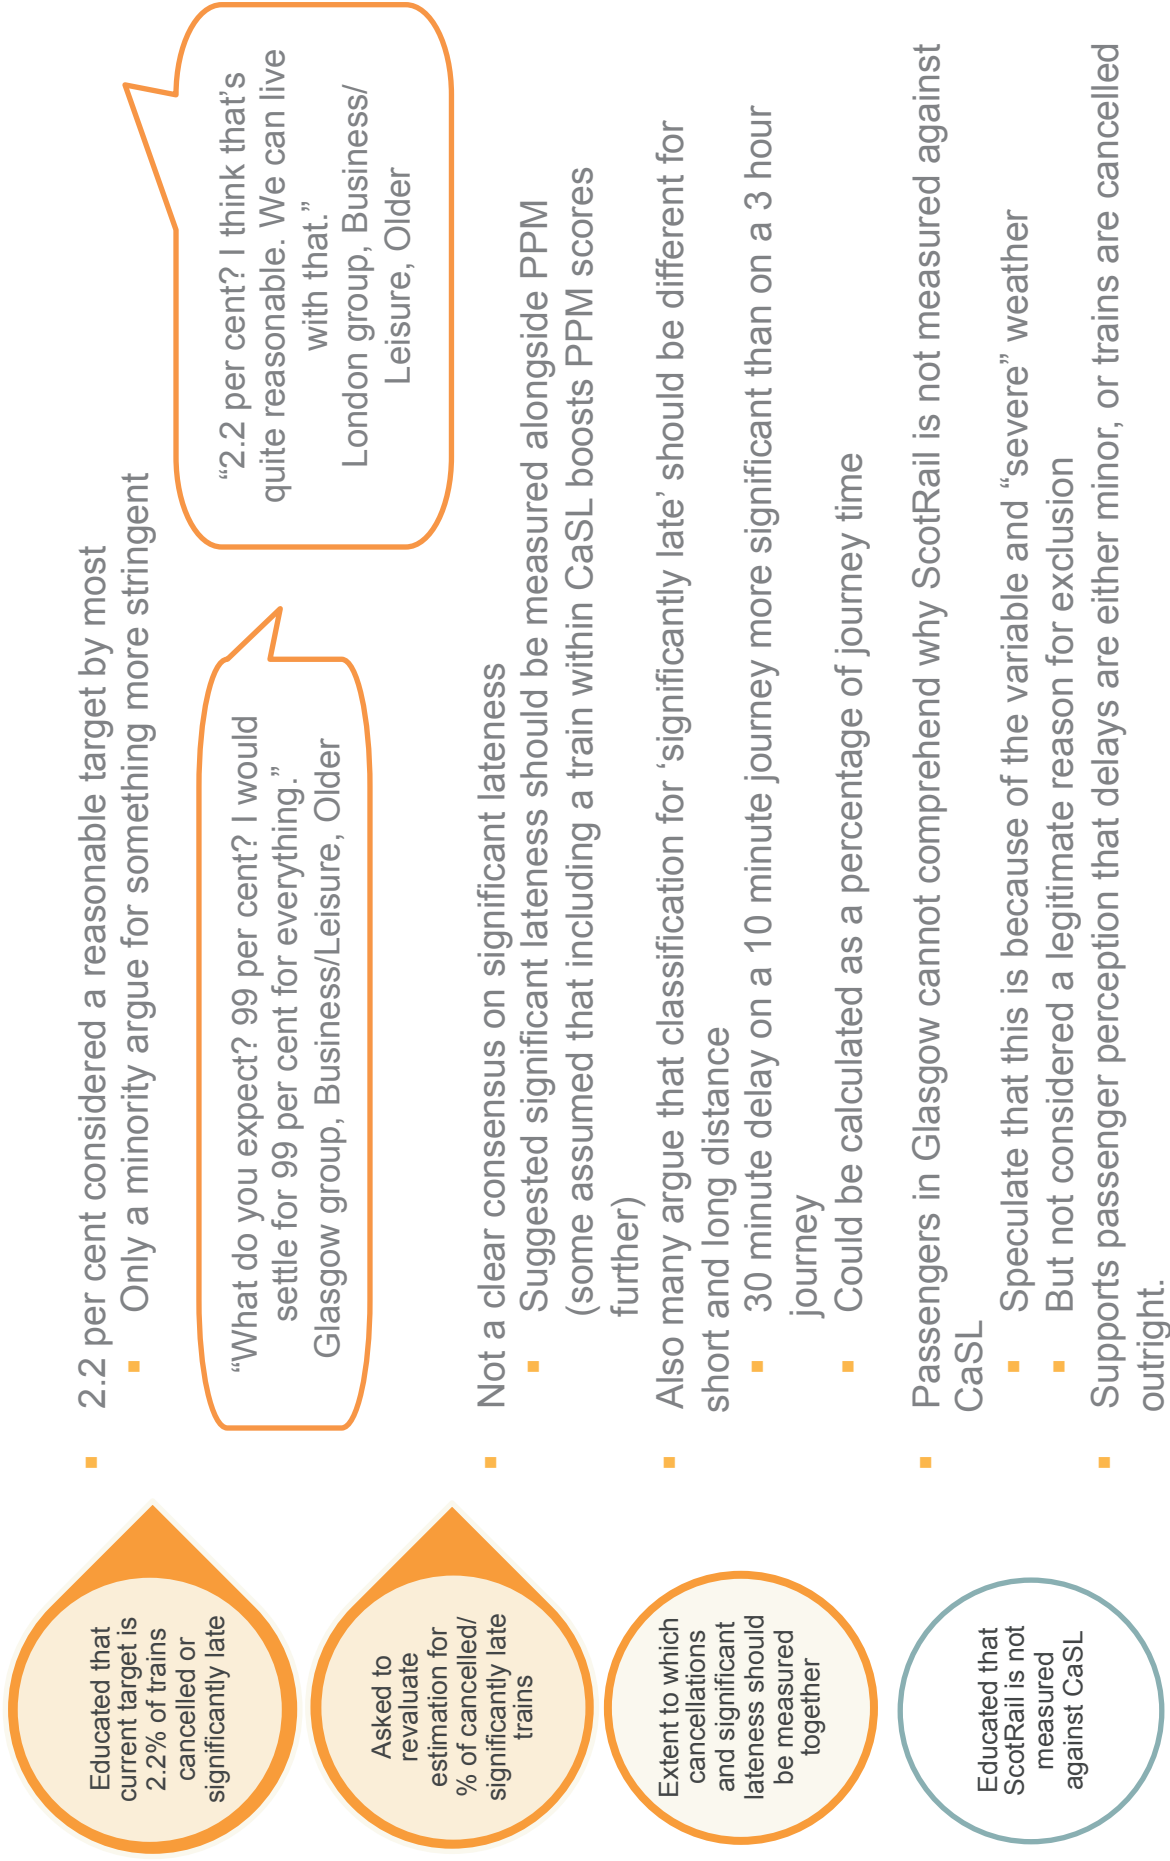 Educated that
current target is
2.2% of trains
cancelled or
significantly late
2.2 per cent considered a reasonable target by most
Only a minority argue for something more stringent
“What do you expect? 99 per cent? I would
settle for 99 per cent for everything.”
Glasgow group, Business/Leisure, Older
“2.2 per cent? I think that’s
quite reasonable. We can live
with that.”
London group, Business/
Leisure, Older
Asked to
revaluate
estimation for
% of cancelled/
significantly late
trains
Extent to which
cancellations
and significant
lateness should
be measured
together
Not a clear consensus on significant lateness
Suggested significant lateness should be measured alongside PPM
(some assumed that including a train within CaSL boosts PPM scores
further)
Also many argue that classification for ‘significantly late’ should be different for
short and long distance
30 minute delay on a 10 minute journey more significant than on a 3 hour
journey
Could be calculated as a percentage of journey time
Educated that
ScotRail is not
measured
against CaSL
Passengers in Glasgow cannot comprehend why ScotRail is not measured against
CaSL
Speculate that this is because of the variable and “severe” weather
But not considered a legitimate reason for exclusion
Supports passenger perception that delays are either minor, or trains are cancelled
outright.